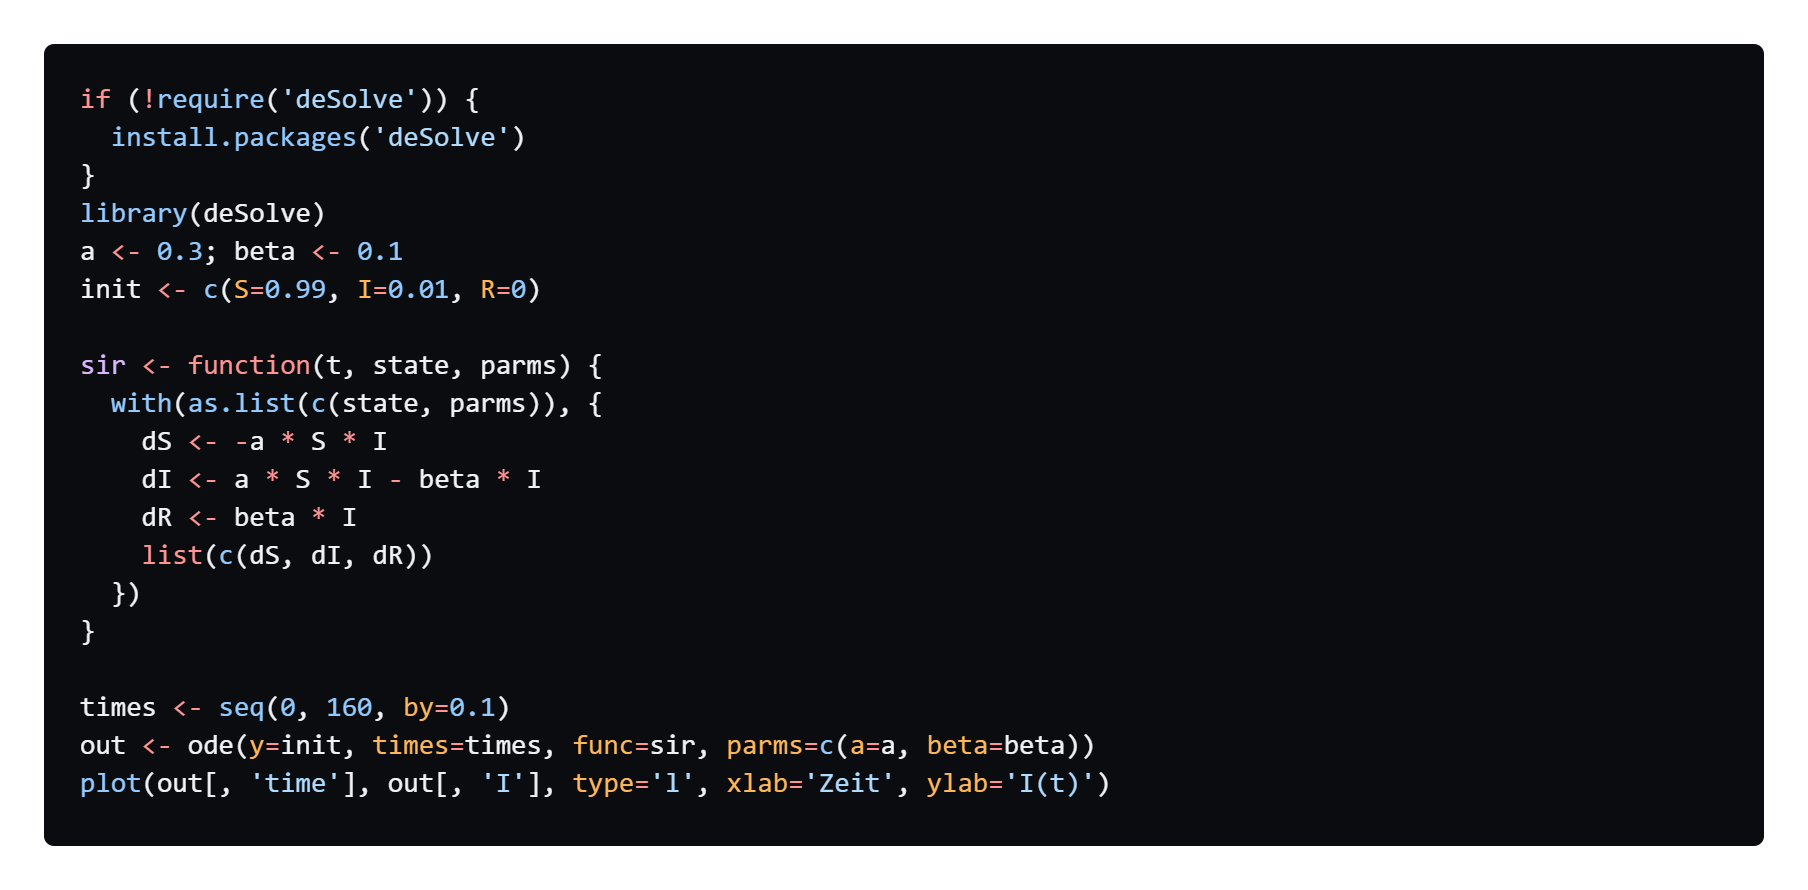 if (!require('deSolve')) {
  install.packages('deSolve')
}
library(deSolve)
a <- 0.3; beta <- 0.1
init <- c(S=0.99, I=0.01, R=0)

sir <- function(t, state, parms) {
  with(as.list(c(state, parms)), {
    dS <- -a * S * I
    dI <- a * S * I - beta * I
    dR <- beta * I
    list(c(dS, dI, dR))
  })
}

times <- seq(0, 160, by=0.1)
out <- ode(y=init, times=times, func=sir, parms=c(a=a, beta=beta))
plot(out[, 'time'], out[, 'I'], type='l', xlab='Zeit', ylab='I(t)')